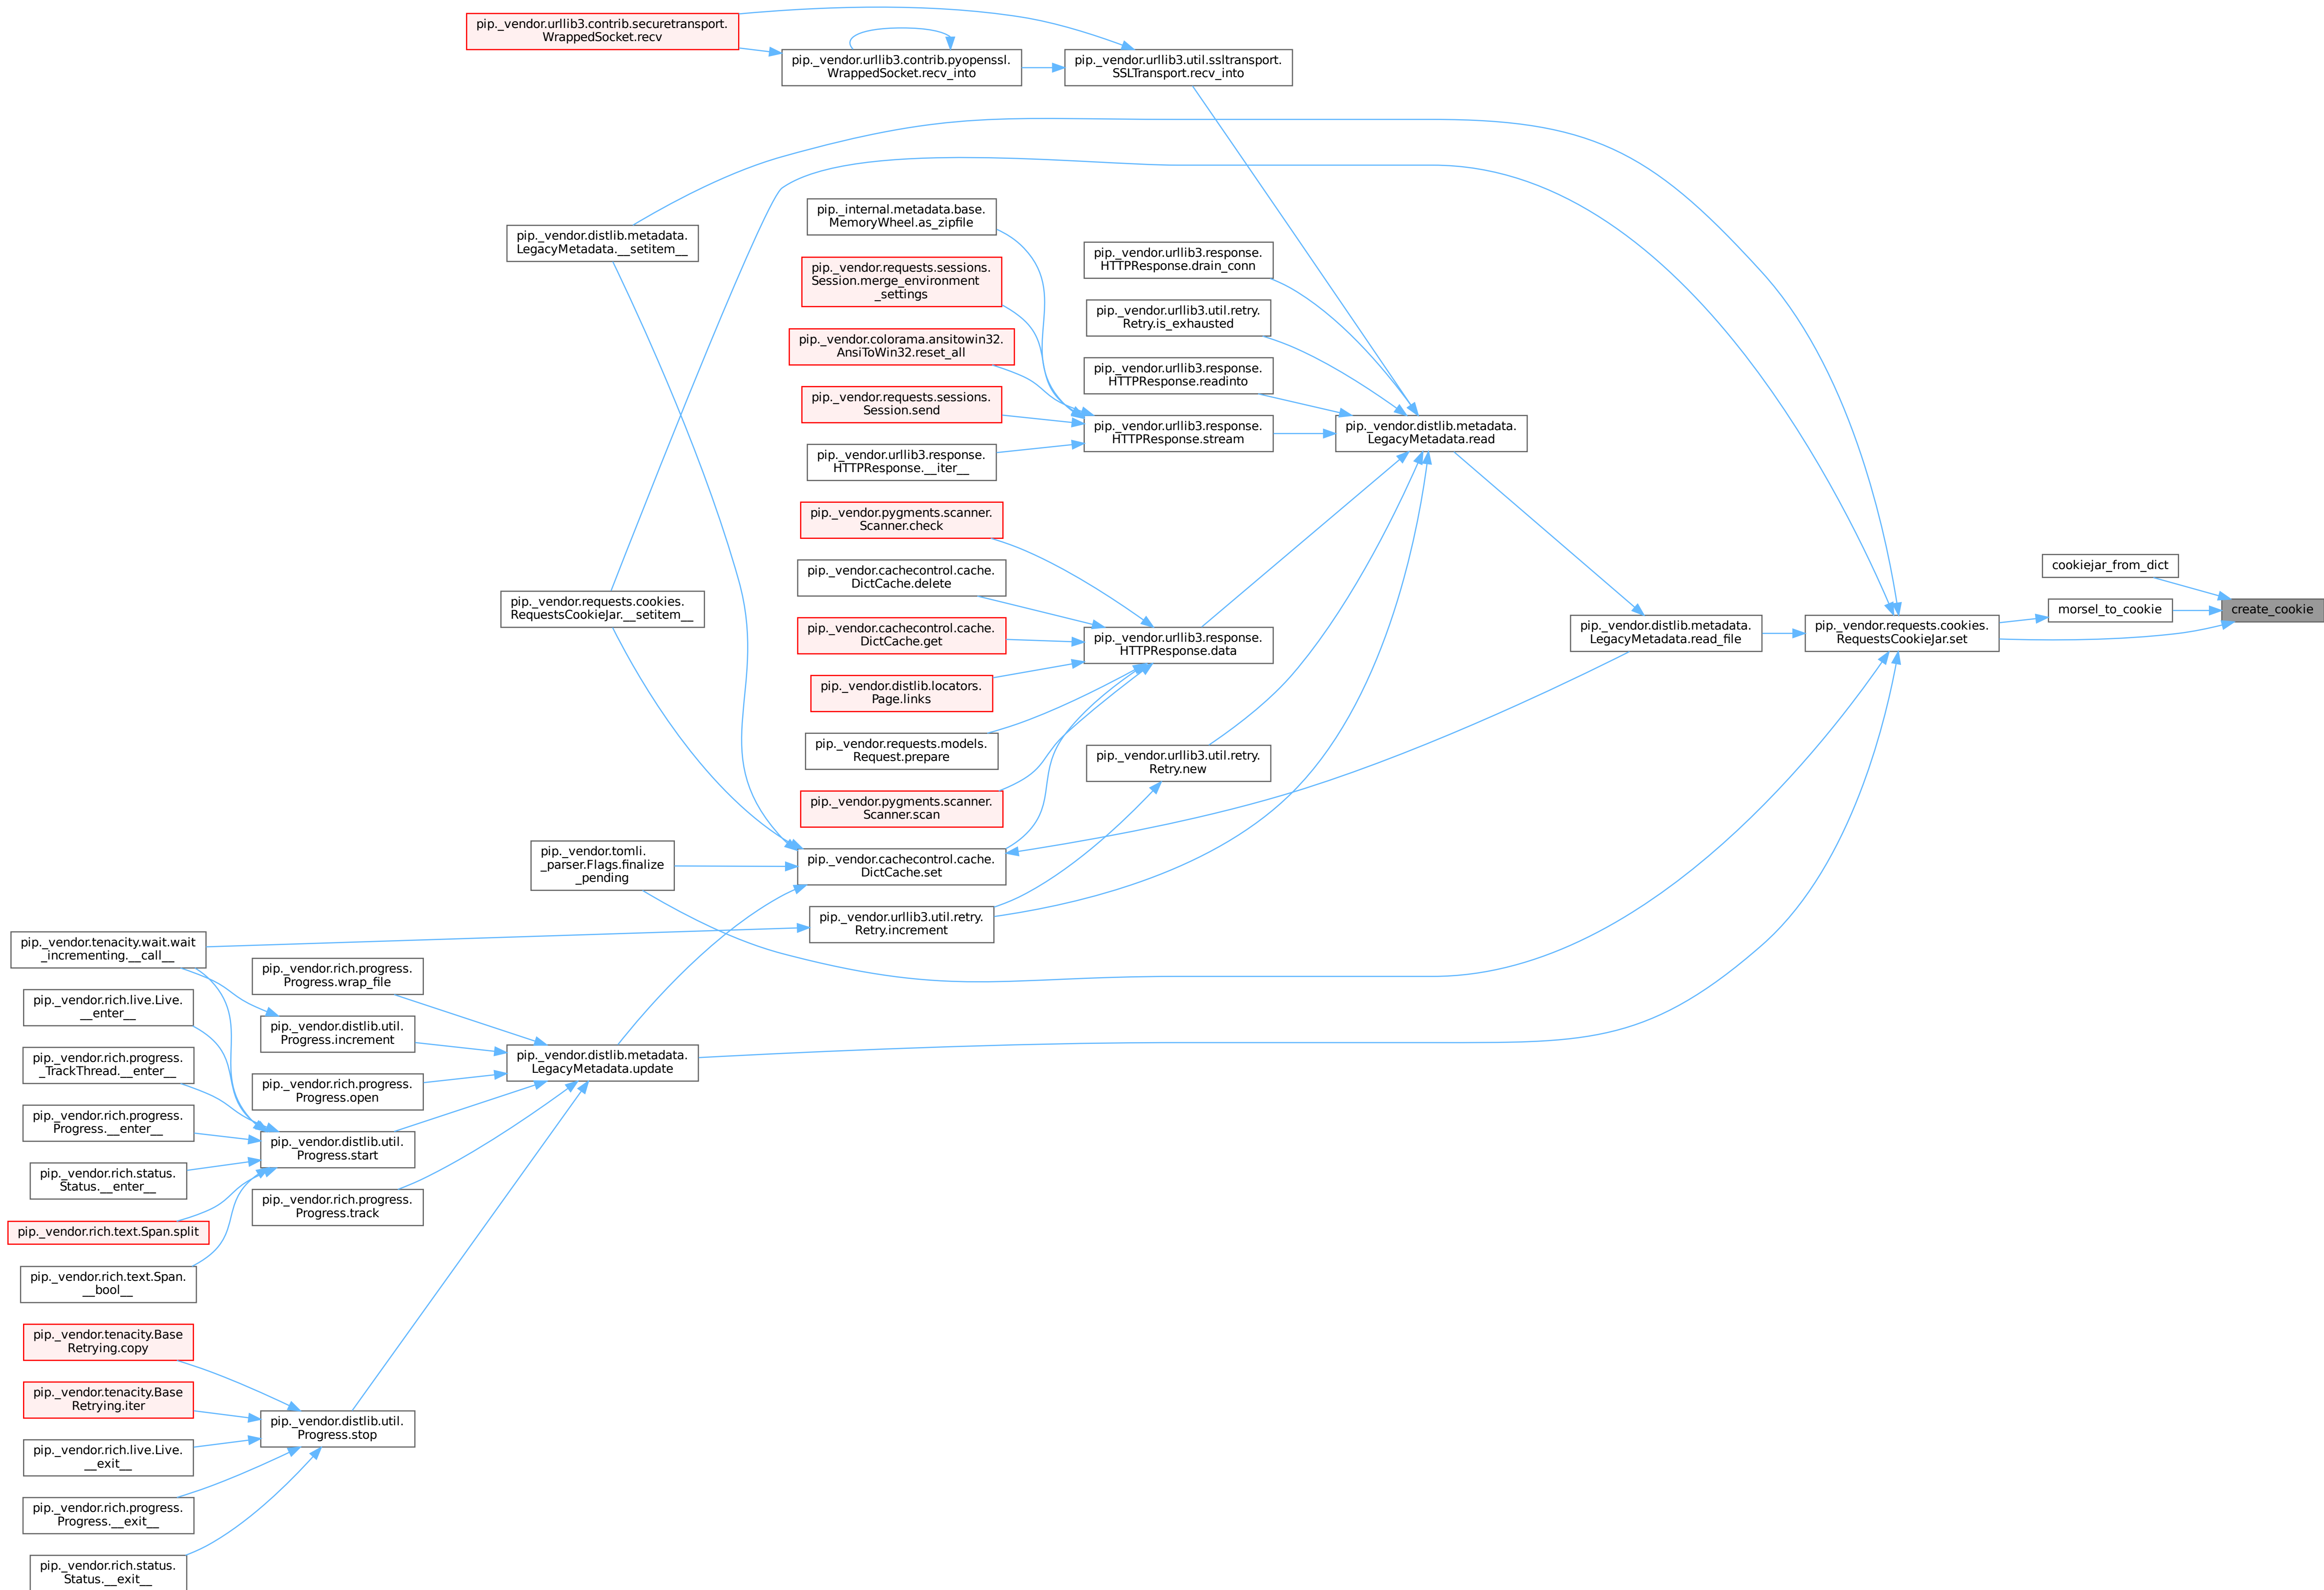 pip._vendor.urllib3.contrib.securetransport.
WrappedSocket.recv
pip._vendor.urllib3.contrib.pyopenssl.
WrappedSocket.recv_into
pip._vendor.urllib3.util.ssltransport.
SSLTransport.recv_into
pip._vendor.distlib.metadata.
LegacyMetadata.__setitem__
pip._internal.metadata.base.
MemoryWheel.as_zipfile
pip._vendor.requests.sessions.
Session.merge_environment
_settings
pip._vendor.colorama.ansitowin32.
AnsiToWin32.reset_all
pip._vendor.requests.sessions.
Session.send
pip._vendor.urllib3.response.
HTTPResponse.__iter__
pip._vendor.urllib3.response.
HTTPResponse.drain_conn
pip._vendor.urllib3.util.retry.
Retry.is_exhausted
pip._vendor.urllib3.response.
HTTPResponse.readinto
pip._vendor.urllib3.response.
HTTPResponse.stream
pip._vendor.distlib.metadata.
LegacyMetadata.read
pip._vendor.pygments.scanner.
Scanner.check
pip._vendor.cachecontrol.cache.
DictCache.delete
pip._vendor.cachecontrol.cache.
DictCache.get
pip._vendor.distlib.locators.
Page.links
pip._vendor.requests.models.
Request.prepare
pip._vendor.pygments.scanner.
Scanner.scan
pip._vendor.urllib3.response.
HTTPResponse.data
pip._vendor.urllib3.util.retry.
Retry.new
pip._vendor.requests.cookies.
RequestsCookieJar.__setitem__
pip._vendor.distlib.metadata.
LegacyMetadata.read_file
pip._vendor.requests.cookies.
RequestsCookieJar.set
cookiejar_from_dict
morsel_to_cookie
create_cookie
pip._vendor.tomli.
_parser.Flags.finalize
_pending
pip._vendor.cachecontrol.cache.
DictCache.set
pip._vendor.urllib3.util.retry.
Retry.increment
pip._vendor.tenacity.wait.wait
_incrementing.__call__
pip._vendor.rich.live.Live.
__enter__
pip._vendor.rich.progress.
_TrackThread.__enter__
pip._vendor.rich.progress.
Progress.__enter__
pip._vendor.rich.status.
Status.__enter__
pip._vendor.rich.text.Span.split
pip._vendor.rich.text.Span.
__bool__
pip._vendor.rich.progress.
Progress.wrap_file
pip._vendor.distlib.util.
Progress.increment
pip._vendor.rich.progress.
Progress.open
pip._vendor.distlib.util.
Progress.start
pip._vendor.rich.progress.
Progress.track
pip._vendor.distlib.metadata.
LegacyMetadata.update
pip._vendor.tenacity.Base
Retrying.copy
pip._vendor.tenacity.Base
Retrying.iter
pip._vendor.rich.live.Live.
__exit__
pip._vendor.rich.progress.
Progress.__exit__
pip._vendor.rich.status.
Status.__exit__
pip._vendor.distlib.util.
Progress.stop